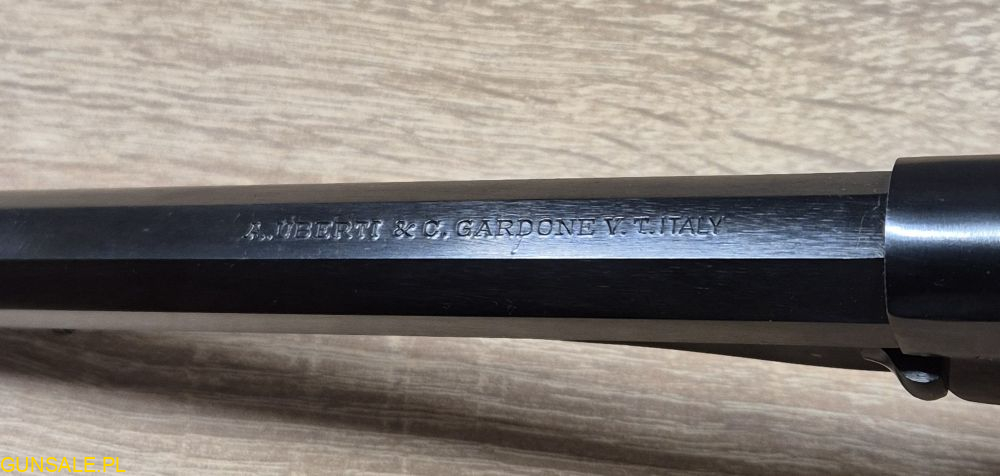 A. UBERTI & C. GARDONE V. T. ITALY
GUNSALE.PL